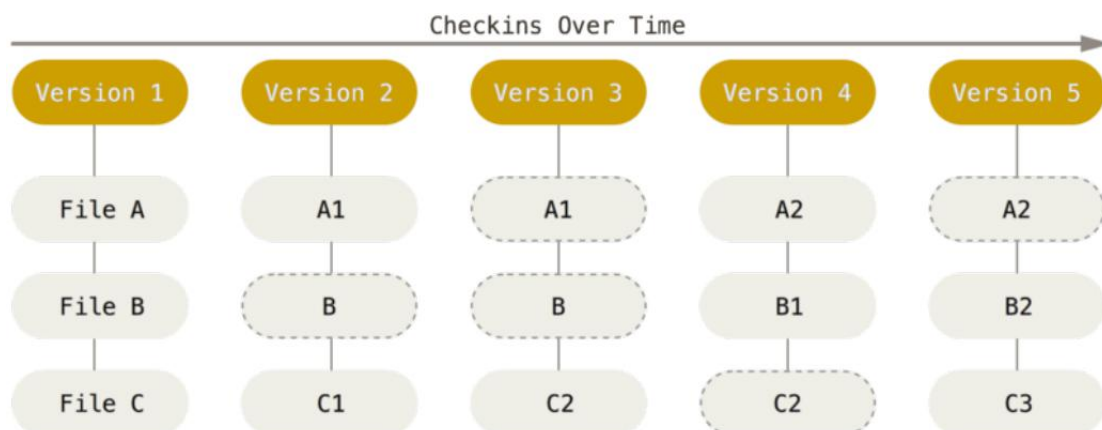 Checkins Over Time
Version 1 Version 2 Version 3 Version 4 Version 5
File A A1 A1 A2 A2
File B B B B1 B2
File C C1 C2 C2 C3